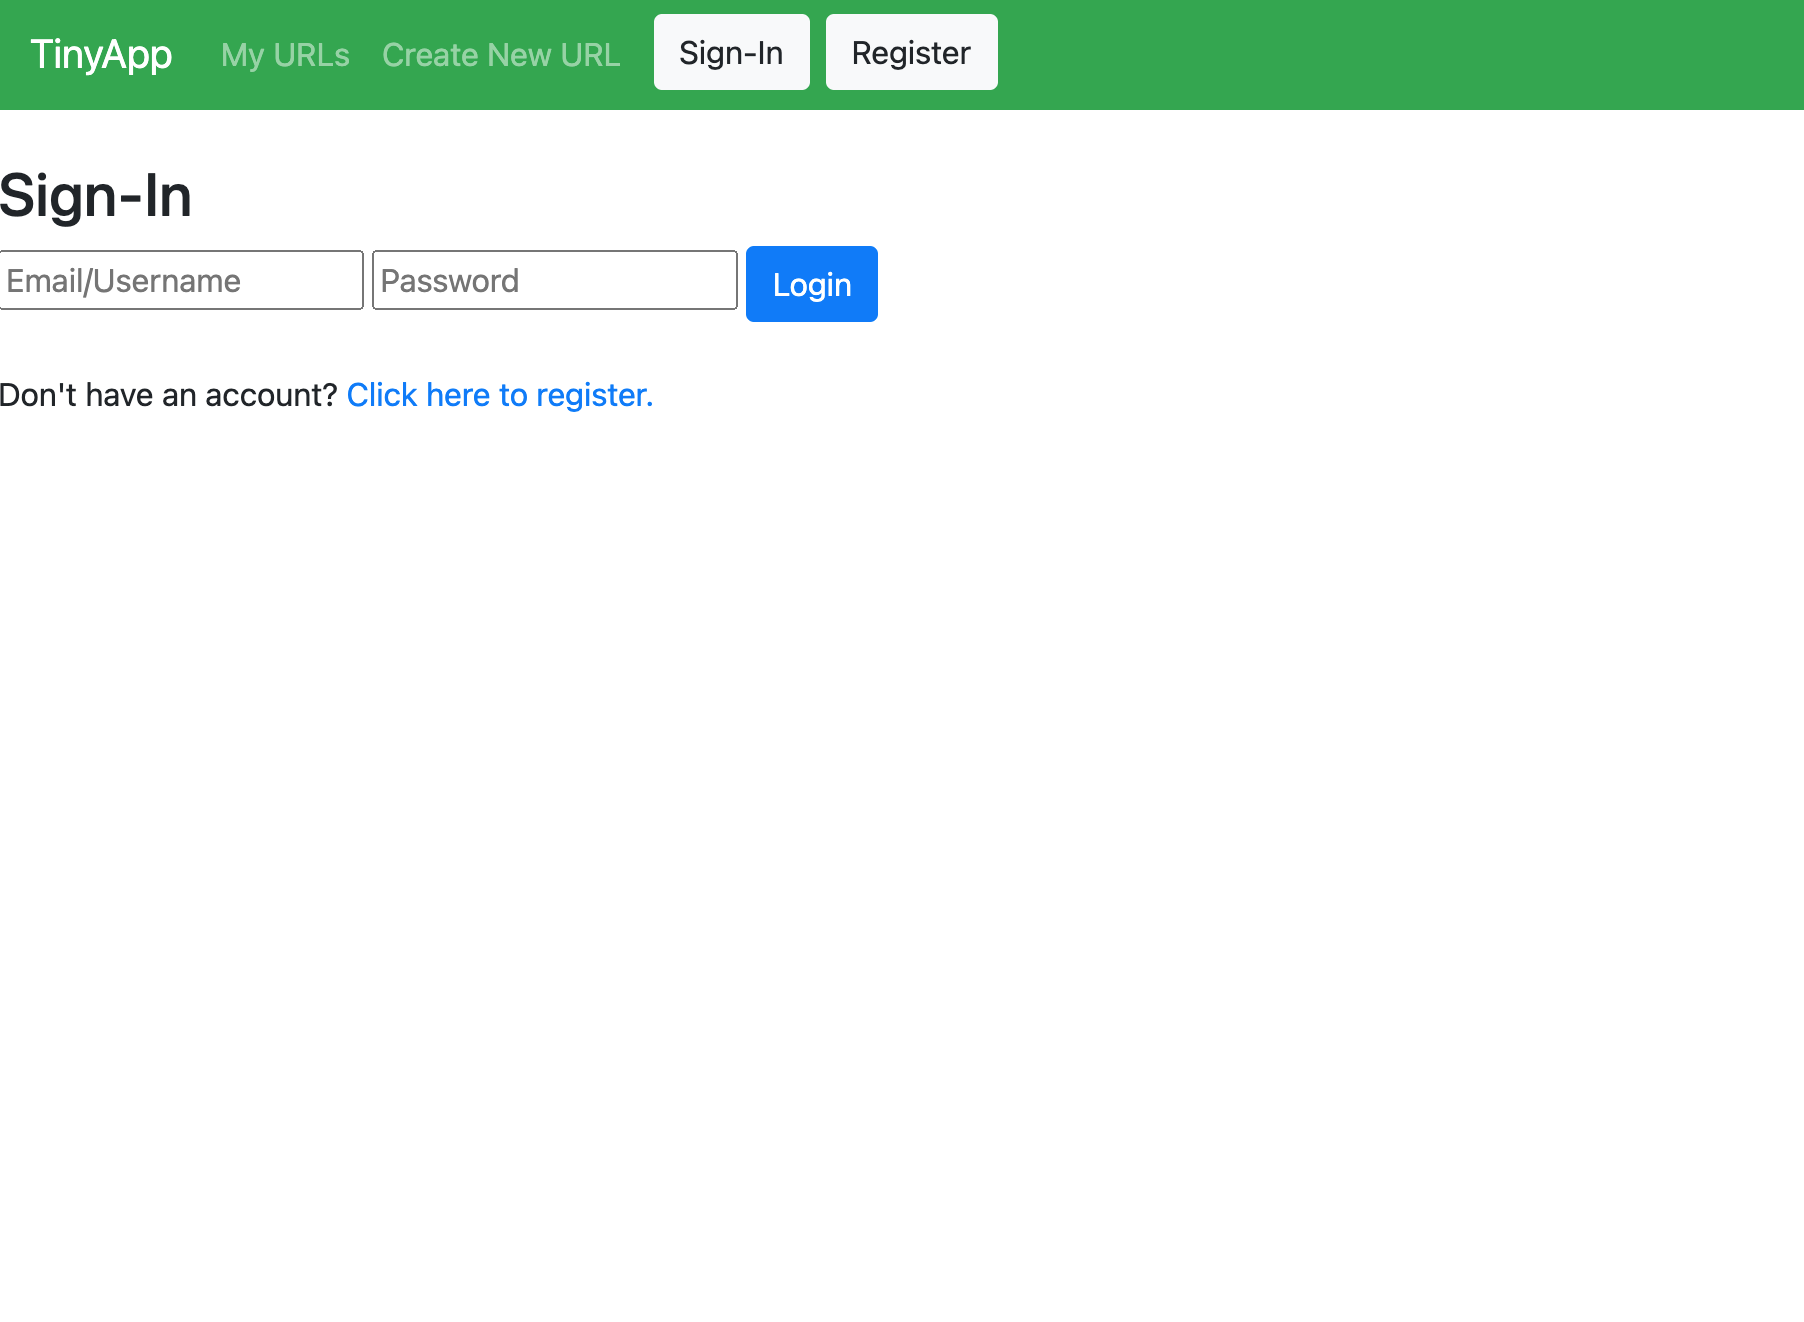 TinyApp My URLs Create New URL Sign-In Register
Sign-In
Email/Username Password Login
Don't have an account? Click here to register.